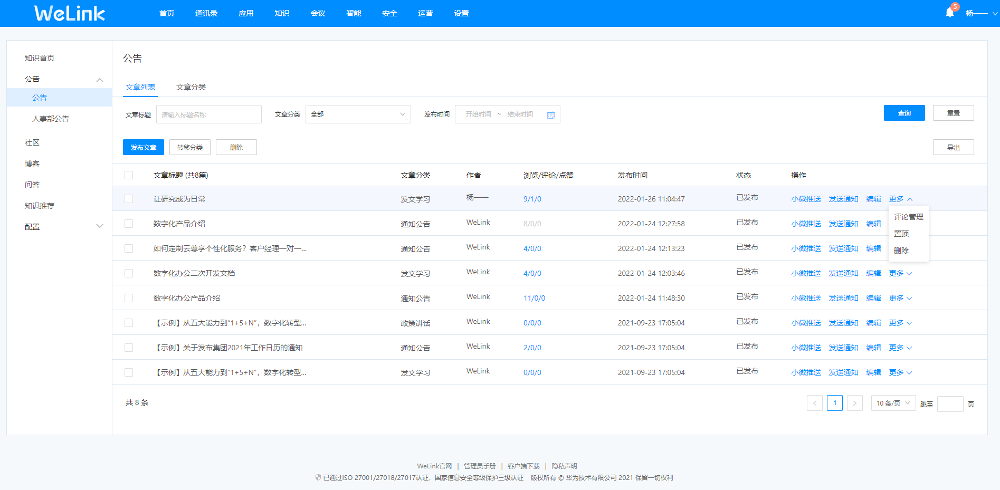 WeLink 首页 通讯录 应用 知识 会议 智能 安全 运营 设置 5 杨——
知识首页
公告
公告
人事部公告
社区
博客
问答
知识推荐
配置
公告
文章列表 文章分类
文章标题 请输入标题名称 文章分类 全部 发布时间 开始时间 ~ 结束时间 查询 重置
发布文章 转移分类 删除 导出
文章标题 (共8篇) 文章分类 作者 浏览/评论/点赞 发布时间 状态 操作
让研究成为日常 发文学习 杨—— 9/1/0 2022-01-26 11:04:47 已发布 小微推送 发送通知 编辑 更多
评论管理
置顶
删除
数字化产品介绍 通知公告 WeLink 8/0/0 2022-01-24 12:27:58 已发布 小微推送 发送通知 编辑
如何定制云尊享个性化服务？客户经理一对一... 通知公告 WeLink 4/0/0 2022-01-24 12:13:23 已发布 小微推送 发送通知 编辑
数字化办公二次开发文档 发文学习 WeLink 4/0/0 2022-01-24 12:03:46 已发布 小微推送 发送通知 编辑 更多
数字化办公产品介绍 通知公告 WeLink 11/0/0 2022-01-24 11:48:30 已发布 小微推送 发送通知 编辑 更多
【示例】从五大能力到“1+5+N”，数字化转型... 政策讲话 WeLink 0/0/0 2021-09-23 17:05:04 已发布 小微推送 发送通知 编辑 更多
【示例】关于发布集团2021年工作日历的通知 通知公告 WeLink 2/0/0 2021-09-23 17:05:04 已发布 小微推送 发送通知 编辑 更多
【示例】从五大能力到“1+5+N”，数字化转型... 发文学习 WeLink 0/0/0 2021-09-23 17:05:04 已发布 小微推送 发送通知 编辑 更多
共 8 条 < 1 > 10 条/页 跳至 页
WeLink官网 | 管理员手册 | 客户端下载 | 隐私声明
已通过ISO 27001/27018/27017认证，国家信息安全等级保护三级认证 版权所有 © 华为技术有限公司 2021 保留一切权利